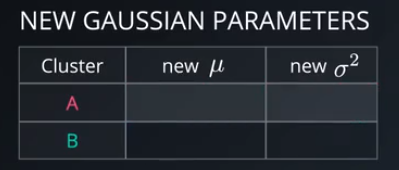 NEW GAUSSIAN PARAMETERS
Cluster new μ new σ²
A
B